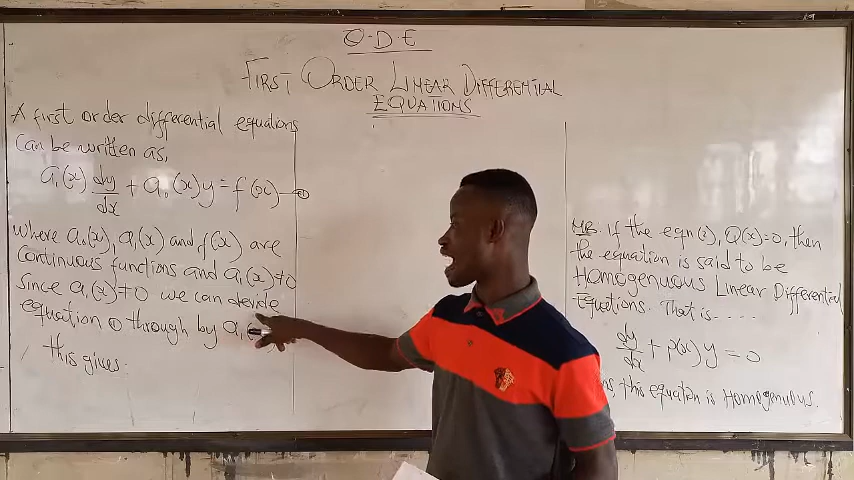 O.D.E
FIRST ORDER LINEAR DIFFERENTIAL
EQUATIONS
A first order differential equations
can be written as,
a₁(x) dy/dx + a₀(x)y = f(x) —①
where a₀(x), a₁(x) and f(x) are
continuous functions and a₁(x)≠0
Since a₁(x)≠0 we can devide
equation ① through by a₁(
this gives.
NB: If the eqn(2), Q(x)=0, then
the equation is said to be
Homogenuous Linear Differential
Equations. That is.....
dy/dx + P(x)y = 0
this equation is Homogenuous.